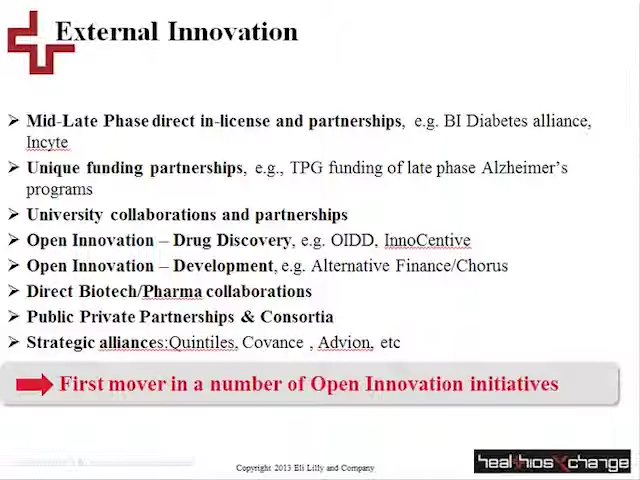 External Innovation
Mid-Late Phase direct in-license and partnerships, e.g. BI Diabetes alliance,
Incyte
Unique funding partnerships, e.g., TPG funding of late phase Alzheimer's
programs
University collaborations and partnerships
Open Innovation – Drug Discovery, e.g. OIDD, InnoCentive
Open Innovation – Development, e.g. Alternative Finance/Chorus
Direct Biotech/Pharma collaborations
Public Private Partnerships & Consortia
Strategic alliances:Quintiles, Covance , Advion, etc
First mover in a number of Open Innovation initiatives
Copyright 2013 Eli Lilly and Company
healthiosXchange